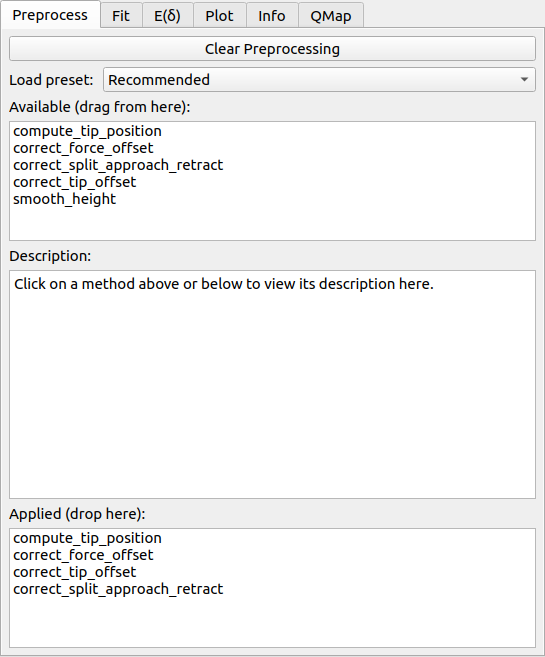 Preprocess Fit E(δ) Plot Info QMap
Clear Preprocessing
Load preset: Recommended
Available (drag from here):
compute_tip_position
correct_force_offset
correct_split_approach_retract
correct_tip_offset
smooth_height
Description:
Click on a method above or below to view its description here.
Applied (drop here):
compute_tip_position
correct_force_offset
correct_tip_offset
correct_split_approach_retract